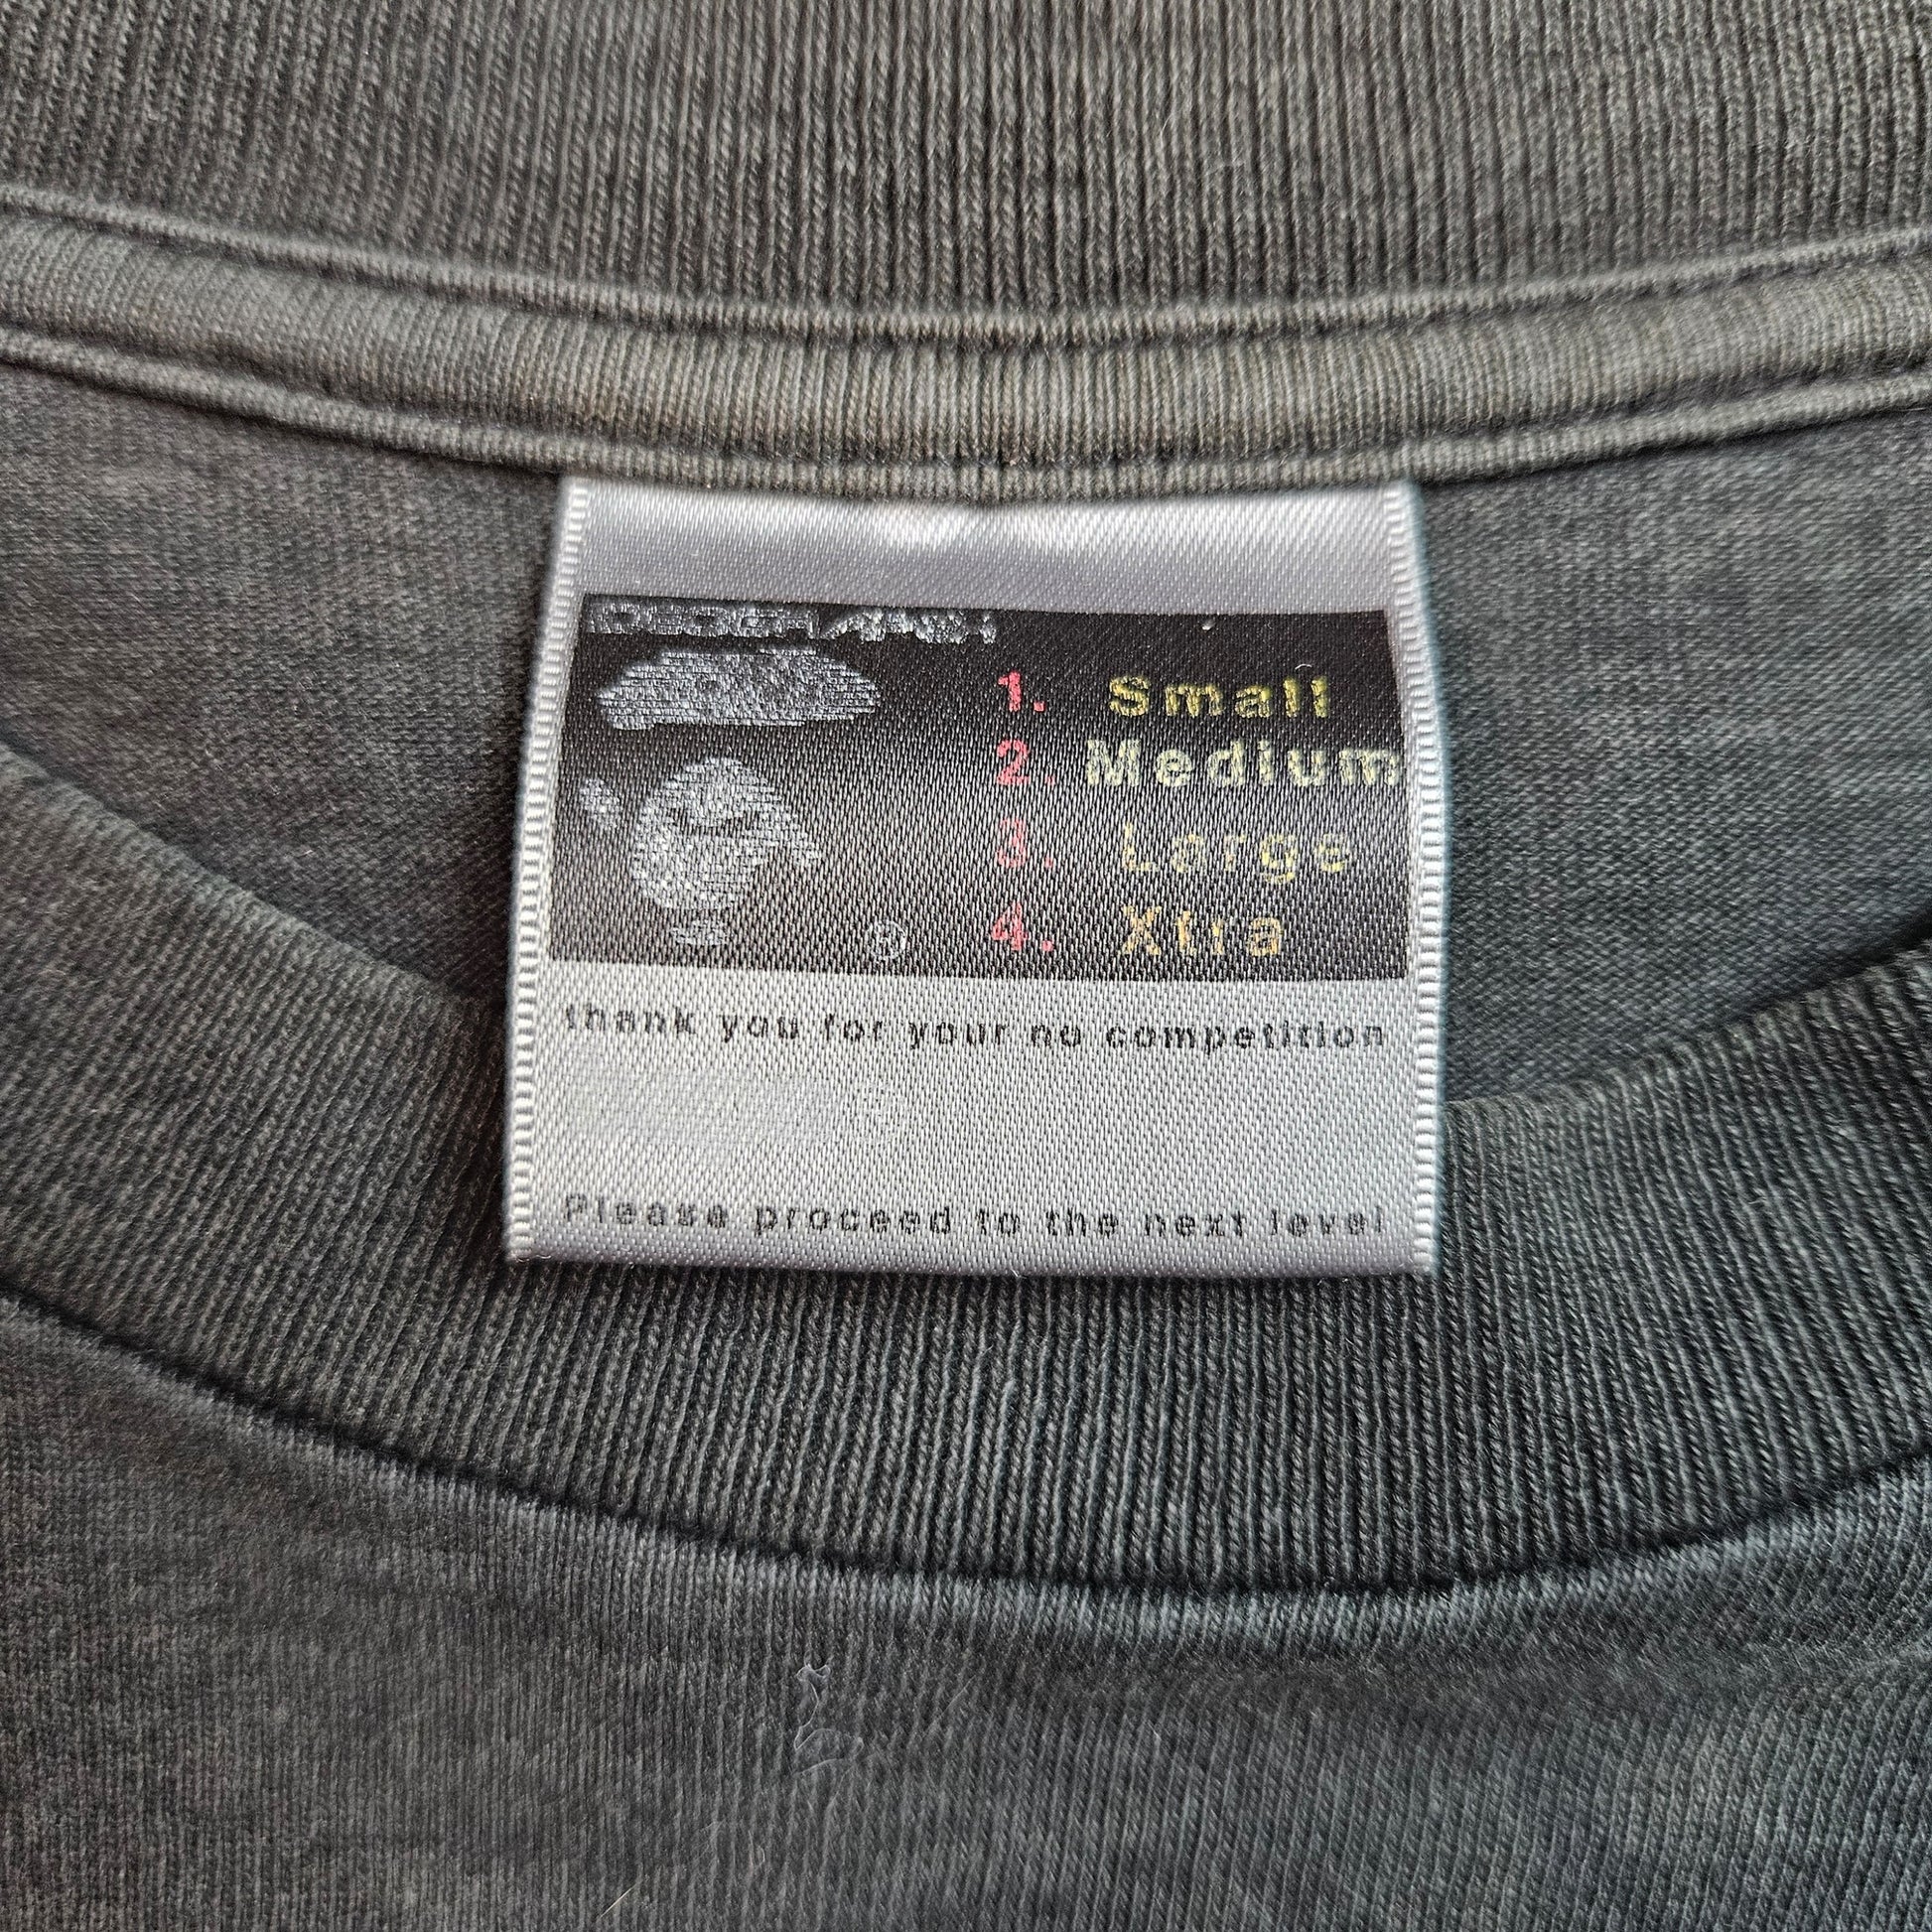 1. Small
2. Medium
3. Large
4. Xtra
®
thank you for your no competition
Please proceed to the next level